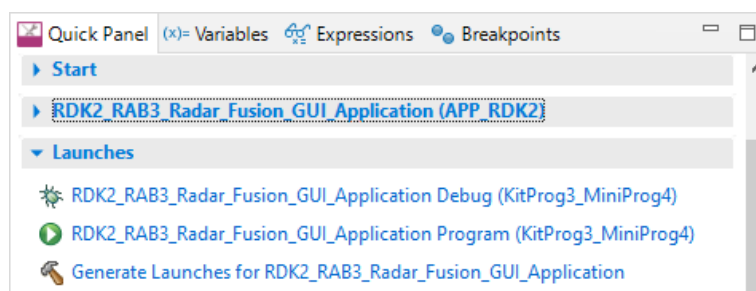 Quick Panel (x)= Variables Expressions Breakpoints
Start
RDK2_RAB3_Radar_Fusion_GUI_Application (APP_RDK2)
Launches
RDK2_RAB3_Radar_Fusion_GUI_Application Debug (KitProg3_MiniProg4)
RDK2_RAB3_Radar_Fusion_GUI_Application Program (KitProg3_MiniProg4)
Generate Launches for RDK2_RAB3_Radar_Fusion_GUI_Application